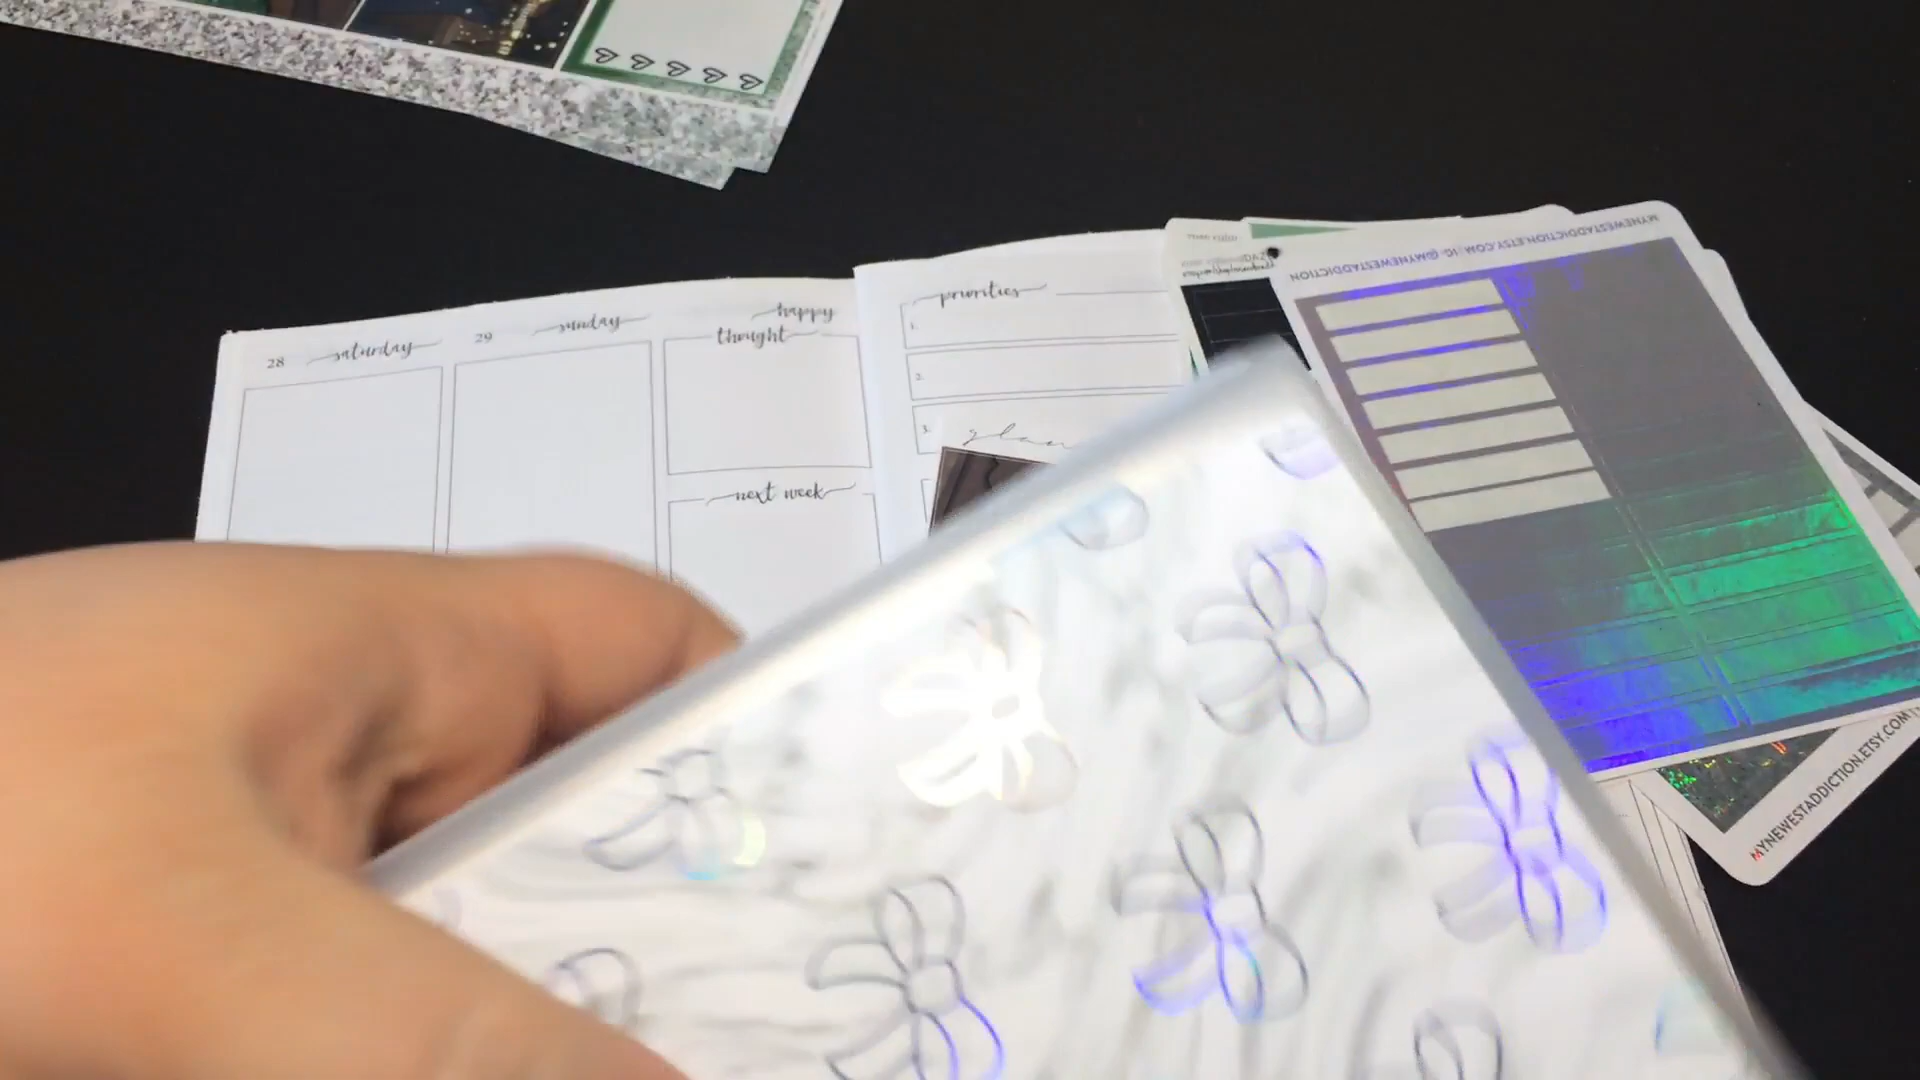 28 saturday
29 sunday
happy
thought
next week
priorities
1.
2.
3.
MYNEWESTADDICTION.ETSY.COM IG@MYNEWESTADDICTION
MYNEWESTADDICTION.ETSY.COM